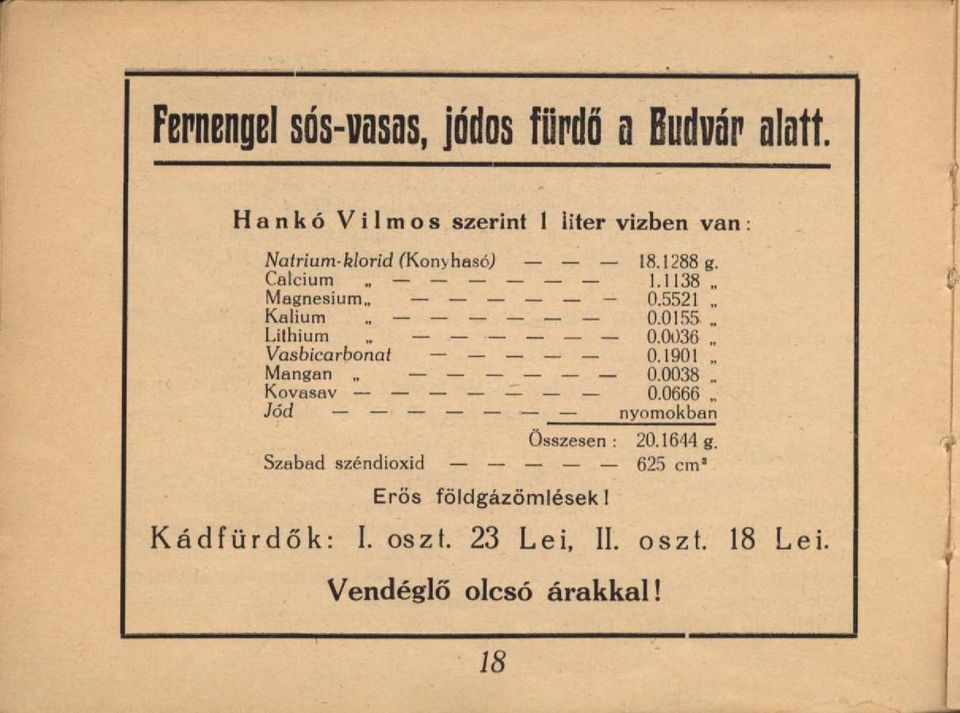 Fernengel sós-vasas, jódos fürdő a Budvár alatt.
Hankó Vilmos szerint 1 liter vizben van:
Natrium-klorid (Konyhasó) — — — 18.1288 g.
Calcium „ — — — — — — 1.1138 „
Magnesium „ — — — — — — 0.5521 „
Kalium „ — — — — — — 0.0155 „
Lithium „ — — — — — — 0.0036 „
Vasbicarbonat — — — — — 0.1901 „
Mangan „ — — — — — — 0.0038 „
Kovasav — — — — — — — 0.0666 „
Jód — — — — — — — nyomokban
Összesen: 20.1644 g.
Szabad széndioxid — — — — — 625 cm³
Erős földgázömlések!
Kádfürdők: I. oszt. 23 Lei, II. oszt. 18 Lei.
Vendéglő olcsó árakkal!
18